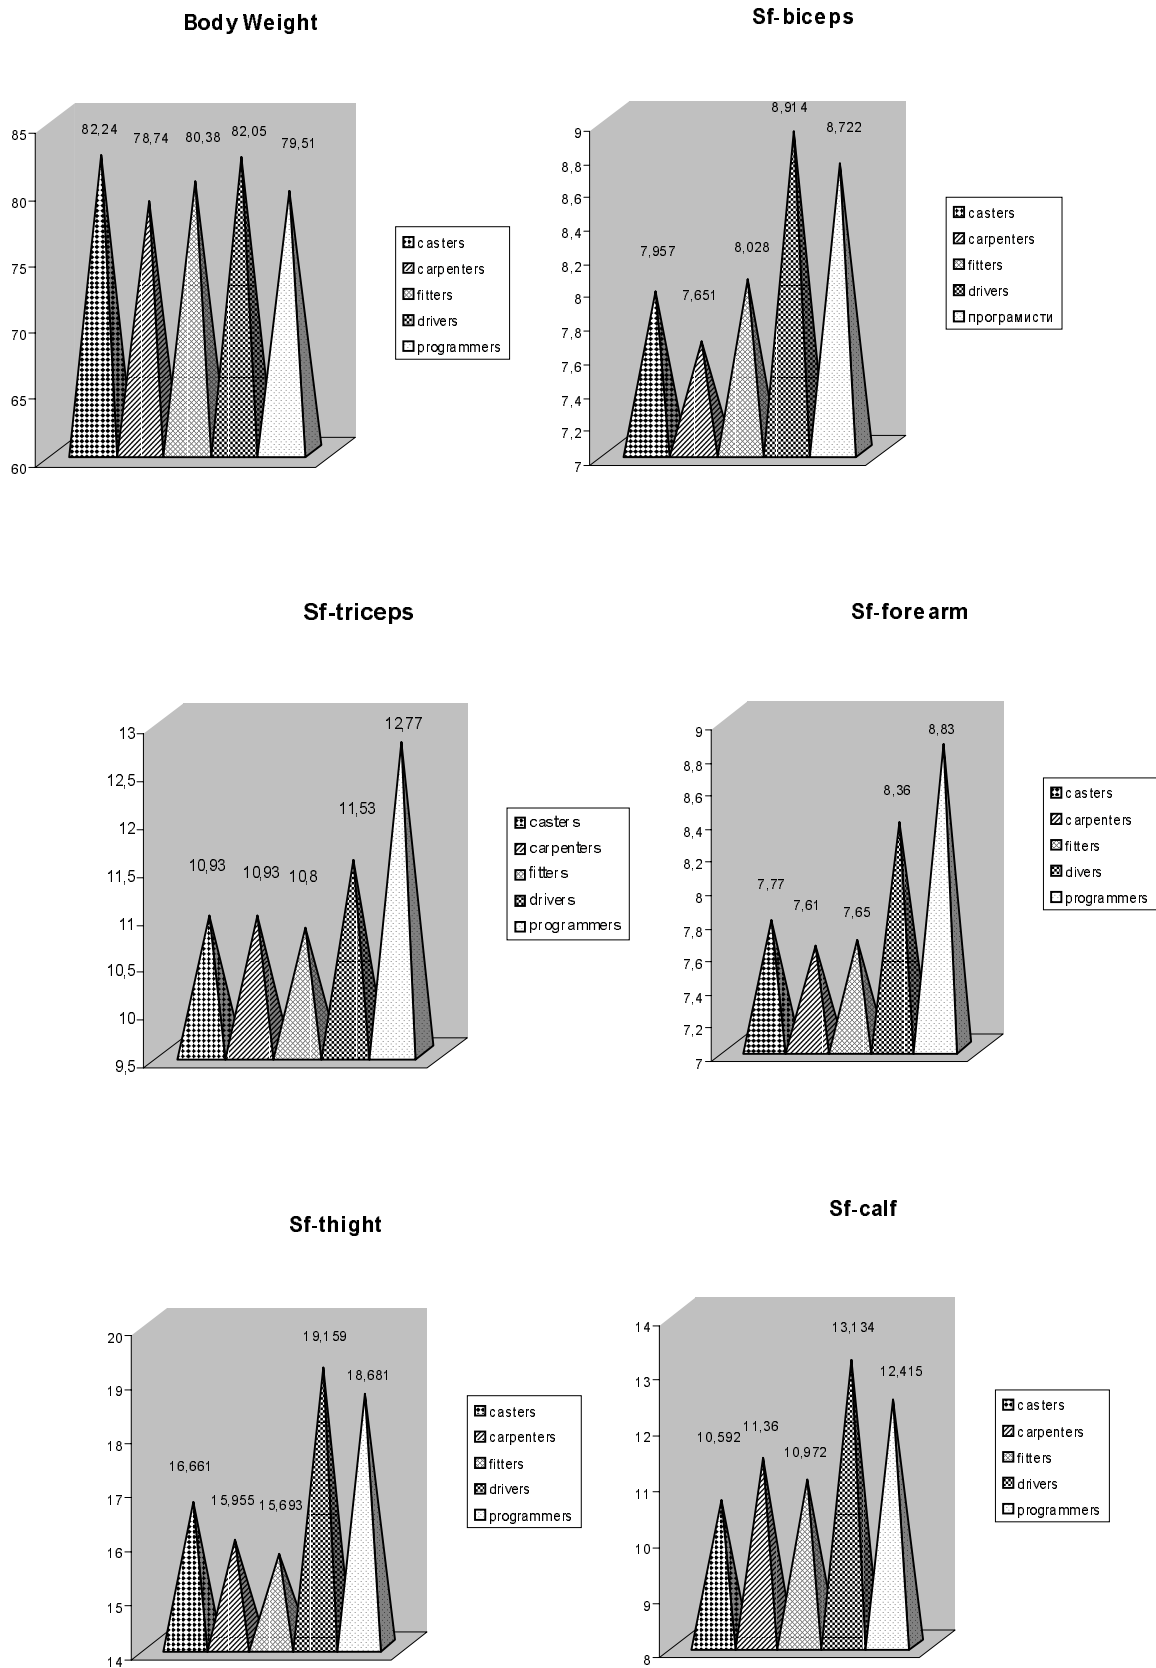 Body Weight
82,24
78,74
80,38
82,05
79,51
85
80
75
70
65
60
casters
carpenters
fitters
drivers
programmers
Sf-biceps
7,957
7,651
8,028
8,914
8,722
9
8,8
8,6
8,4
8,2
8
7,8
7,6
7,4
7,2
7
casters
carpenters
fitters
drivers
програмисти
Sf-triceps
10,93
10,93
10,8
11,53
12,77
13
12,5
12
11,5
11
10,5
10
9,5
casters
carpenters
fitters
drivers
programmers
Sf-forearm
7,77
7,61
7,65
8,36
8,83
9
8,8
8,6
8,4
8,2
8
7,8
7,6
7,4
7,2
7
casters
carpenters
fitters
divers
programmers
Sf-thight
16,661
15,955
15,693
19,159
18,681
20
19
18
17
16
15
14
casters
carpenters
fitters
drivers
programmers
Sf-calf
10,592
11,36
10,972
13,134
12,415
14
13
12
11
10
9
8
casters
carpenters
fitters
drivers
programmers